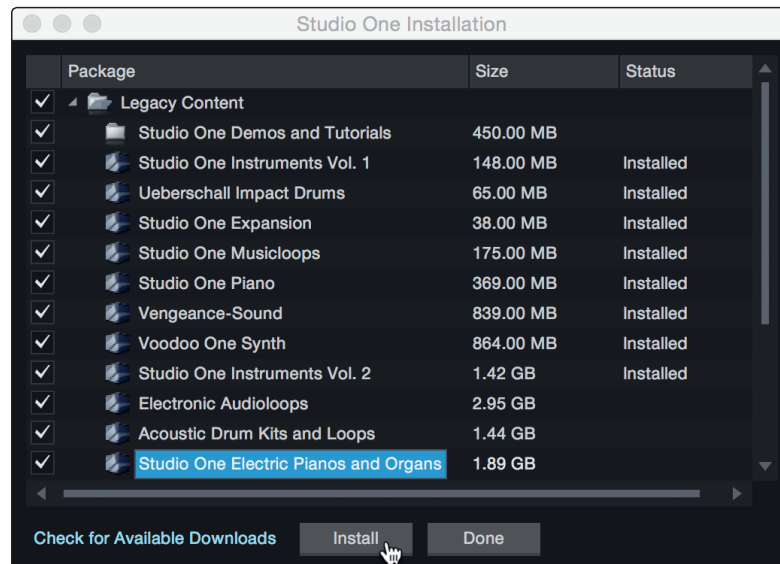 Studio One Installation
Package Size Status
Legacy Content
Studio One Demos and Tutorials 450.00 MB
Studio One Instruments Vol. 1 148.00 MB Installed
Ueberschall Impact Drums 65.00 MB Installed
Studio One Expansion 38.00 MB Installed
Studio One Musicloops 175.00 MB Installed
Studio One Piano 369.00 MB Installed
Vengeance-Sound 839.00 MB Installed
Voodoo One Synth 864.00 MB Installed
Studio One Instruments Vol. 2 1.42 GB Installed
Electronic Audioloops 2.95 GB
Acoustic Drum Kits and Loops 1.44 GB
Studio One Electric Pianos and Organs 1.89 GB
Check for Available Downloads Install Done